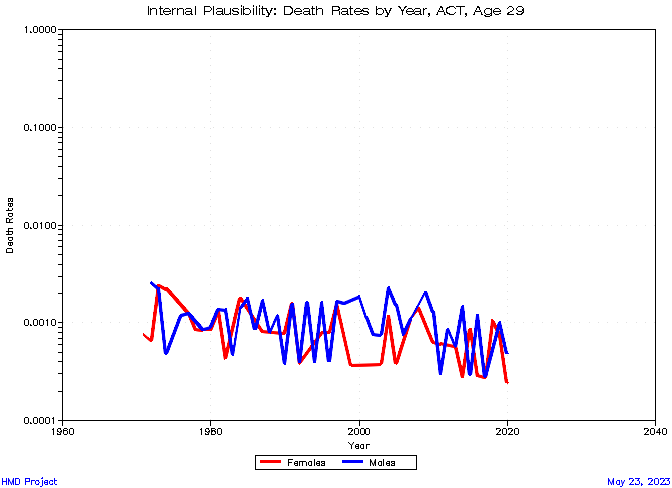 Internal Plausibility: Death Rates by Year, ACT, Age 29
1.0000
0.1000
0.0100
0.0010
0.0001
Death Rates
1960
1980
2000
2020
2040
Year
Females
Males
HMD Project
May 23, 2023